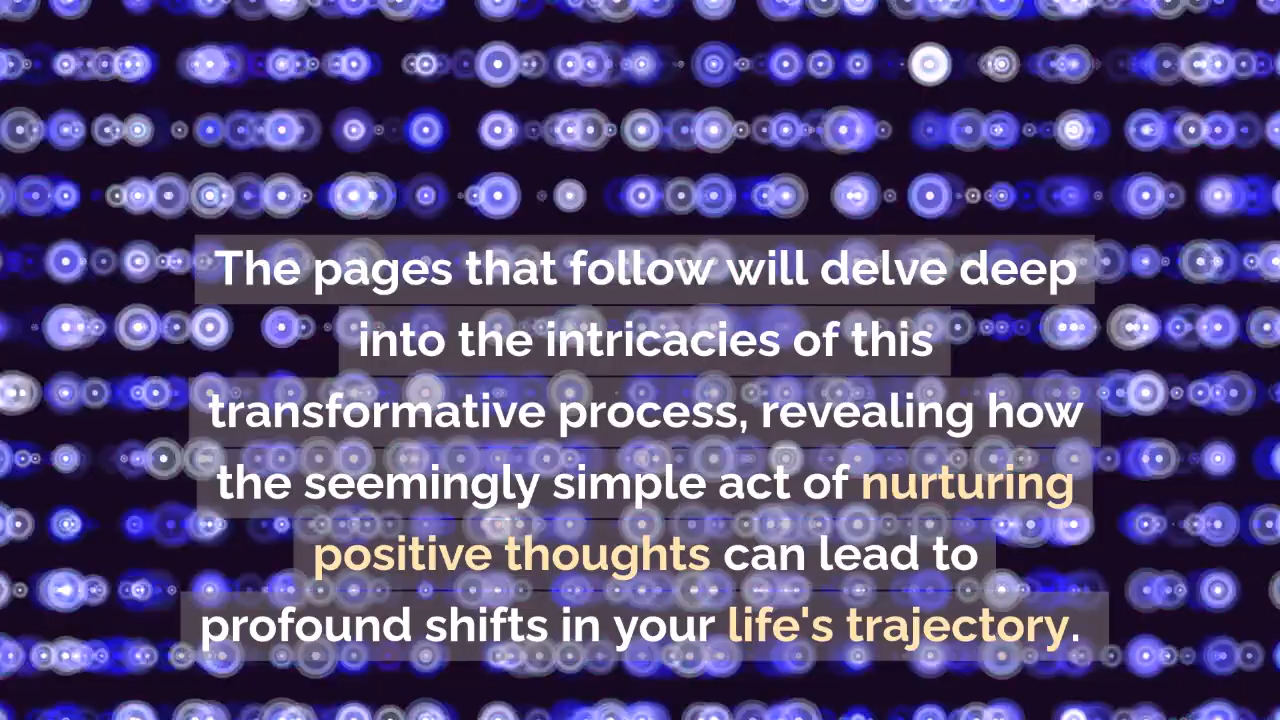 The pages that follow will delve deep
into the intricacies of this
transformative process, revealing how
the seemingly simple act of nurturing
positive thoughts can lead to
profound shifts in your life's trajectory.